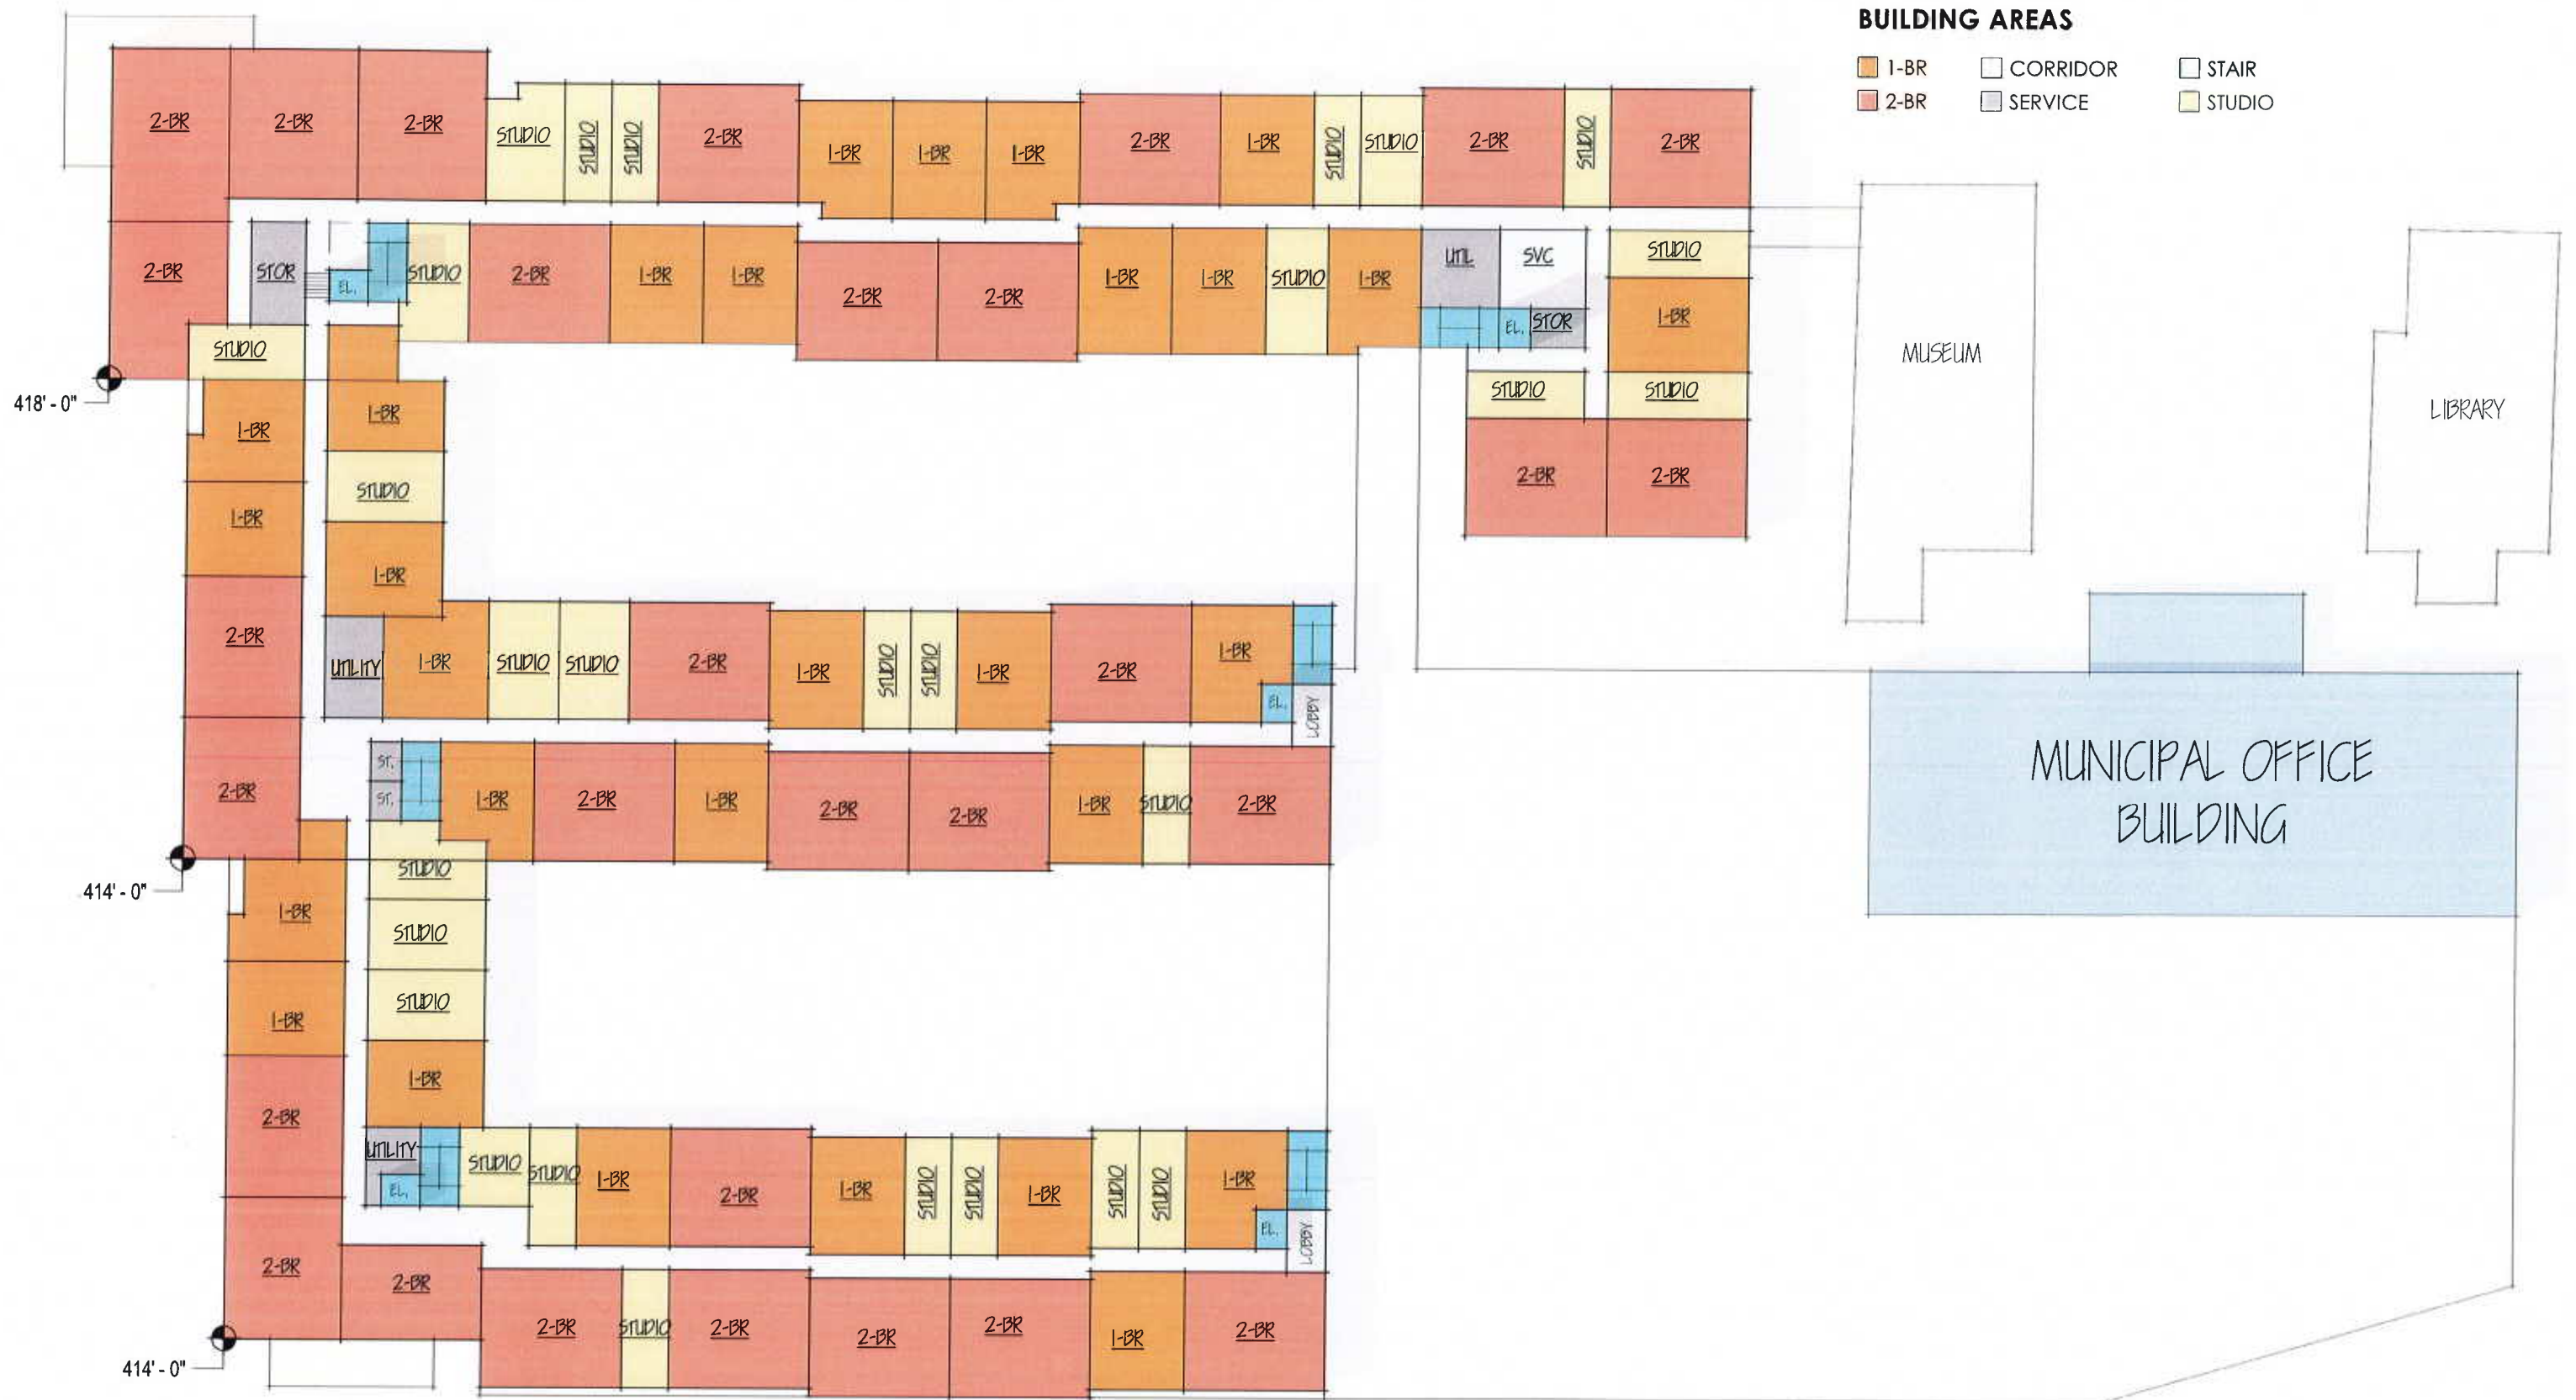 BUILDING AREAS
1-BR CORRIDOR STAIR
2-BR SERVICE STUDIO
2-BR 2-BR 2-BR STUDIO STUDIO STUDIO 2-BR 1-BR 1-BR 1-BR 2-BR 1-BR STUDIO STUDIO 2-BR STUDIO 2-BR
2-BR STOR EL. STUDIO 2-BR 1-BR 1-BR 2-BR 2-BR 1-BR 1-BR STUDIO 1-BR UTIL SVC STUDIO
EL. STOR 1-BR
STUDIO MUSEUM
418' - 0"
STUDIO STUDIO
1-BR 1-BR LIBRARY
STUDIO 2-BR 2-BR
1-BR
1-BR
2-BR UTILITY 1-BR STUDIO STUDIO 2-BR 1-BR STUDIO STUDIO 1-BR 2-BR 1-BR
EL. LOBBY
2-BR ST. 1-BR 2-BR 1-BR 2-BR 2-BR 1-BR STUDIO 2-BR
ST.
MUNICIPAL OFFICE
BUILDING
STUDIO
414' - 0"
1-BR STUDIO
1-BR STUDIO
1-BR
2-BR
UTILITY STUDIO STUDIO 1-BR 2-BR 1-BR STUDIO STUDIO 1-BR STUDIO STUDIO 1-BR
EL. EL. LOBBY
2-BR 2-BR
2-BR STUDIO 2-BR 2-BR 2-BR 1-BR 2-BR
414' - 0"